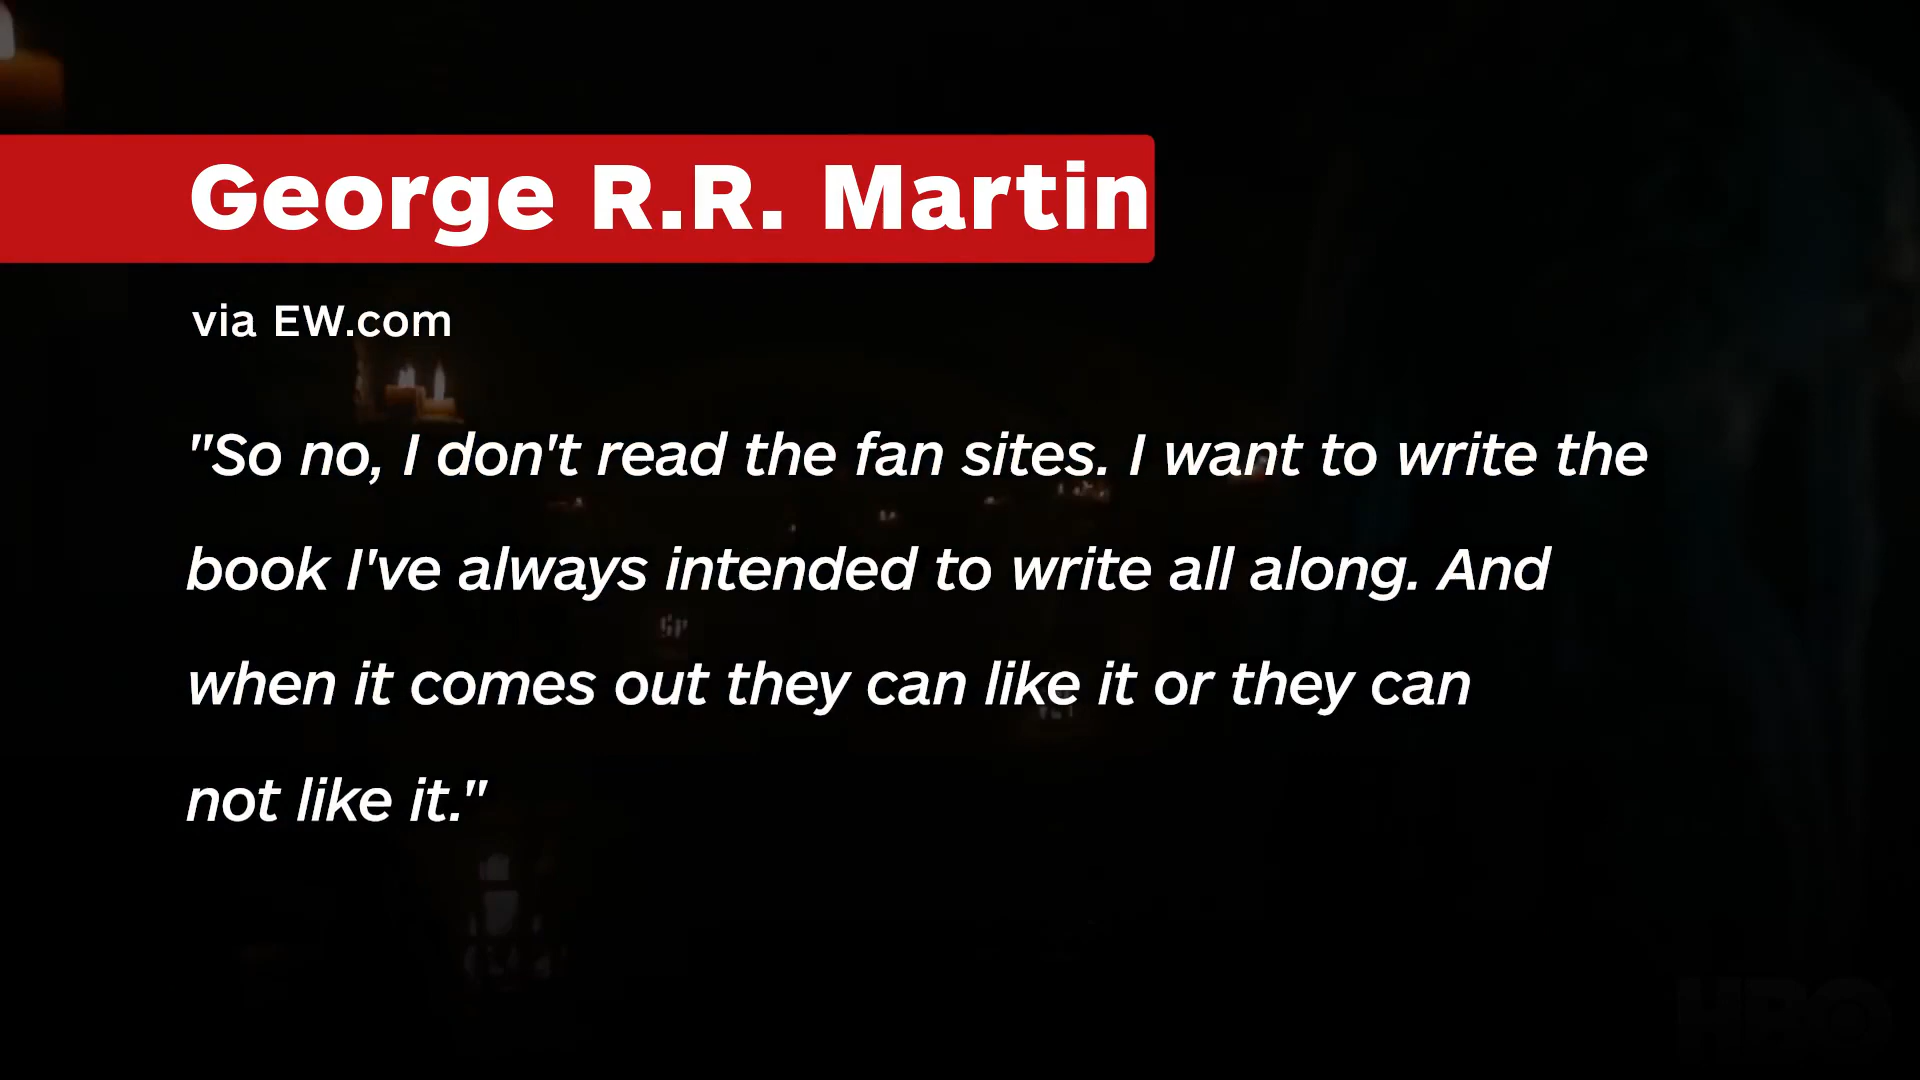 George R.R. Martin
via EW.com
"So no, I don't read the fan sites. I want to write the
book I've always intended to write all along. And
when it comes out they can like it or they can
not like it."
HBO